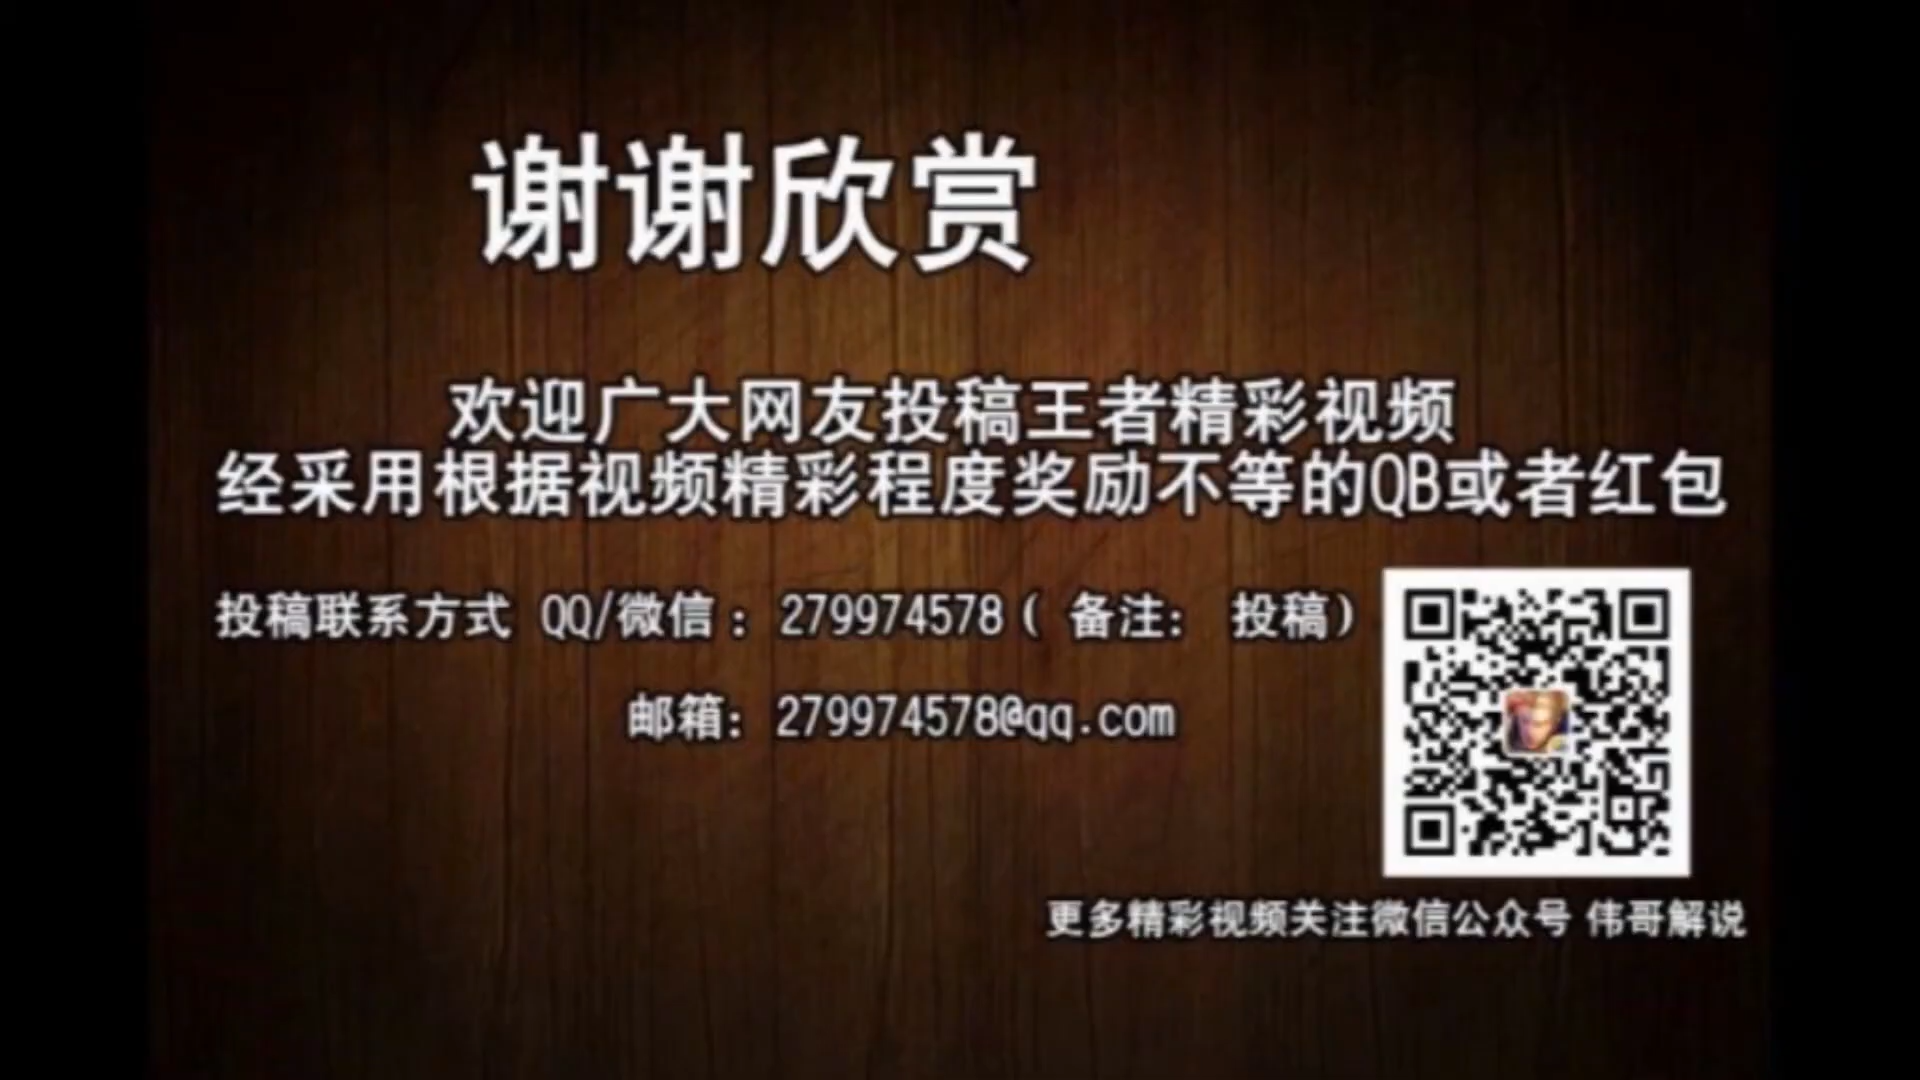 谢谢欣赏
欢迎广大网友投稿王者精彩视频
经采用根据视频精彩程度奖励不等的QB或者红包
投稿联系方式 QQ/微信：279974578（ 备注： 投稿）
邮箱：279974578@qq.com
更多精彩视频关注微信公众号 伟哥解说